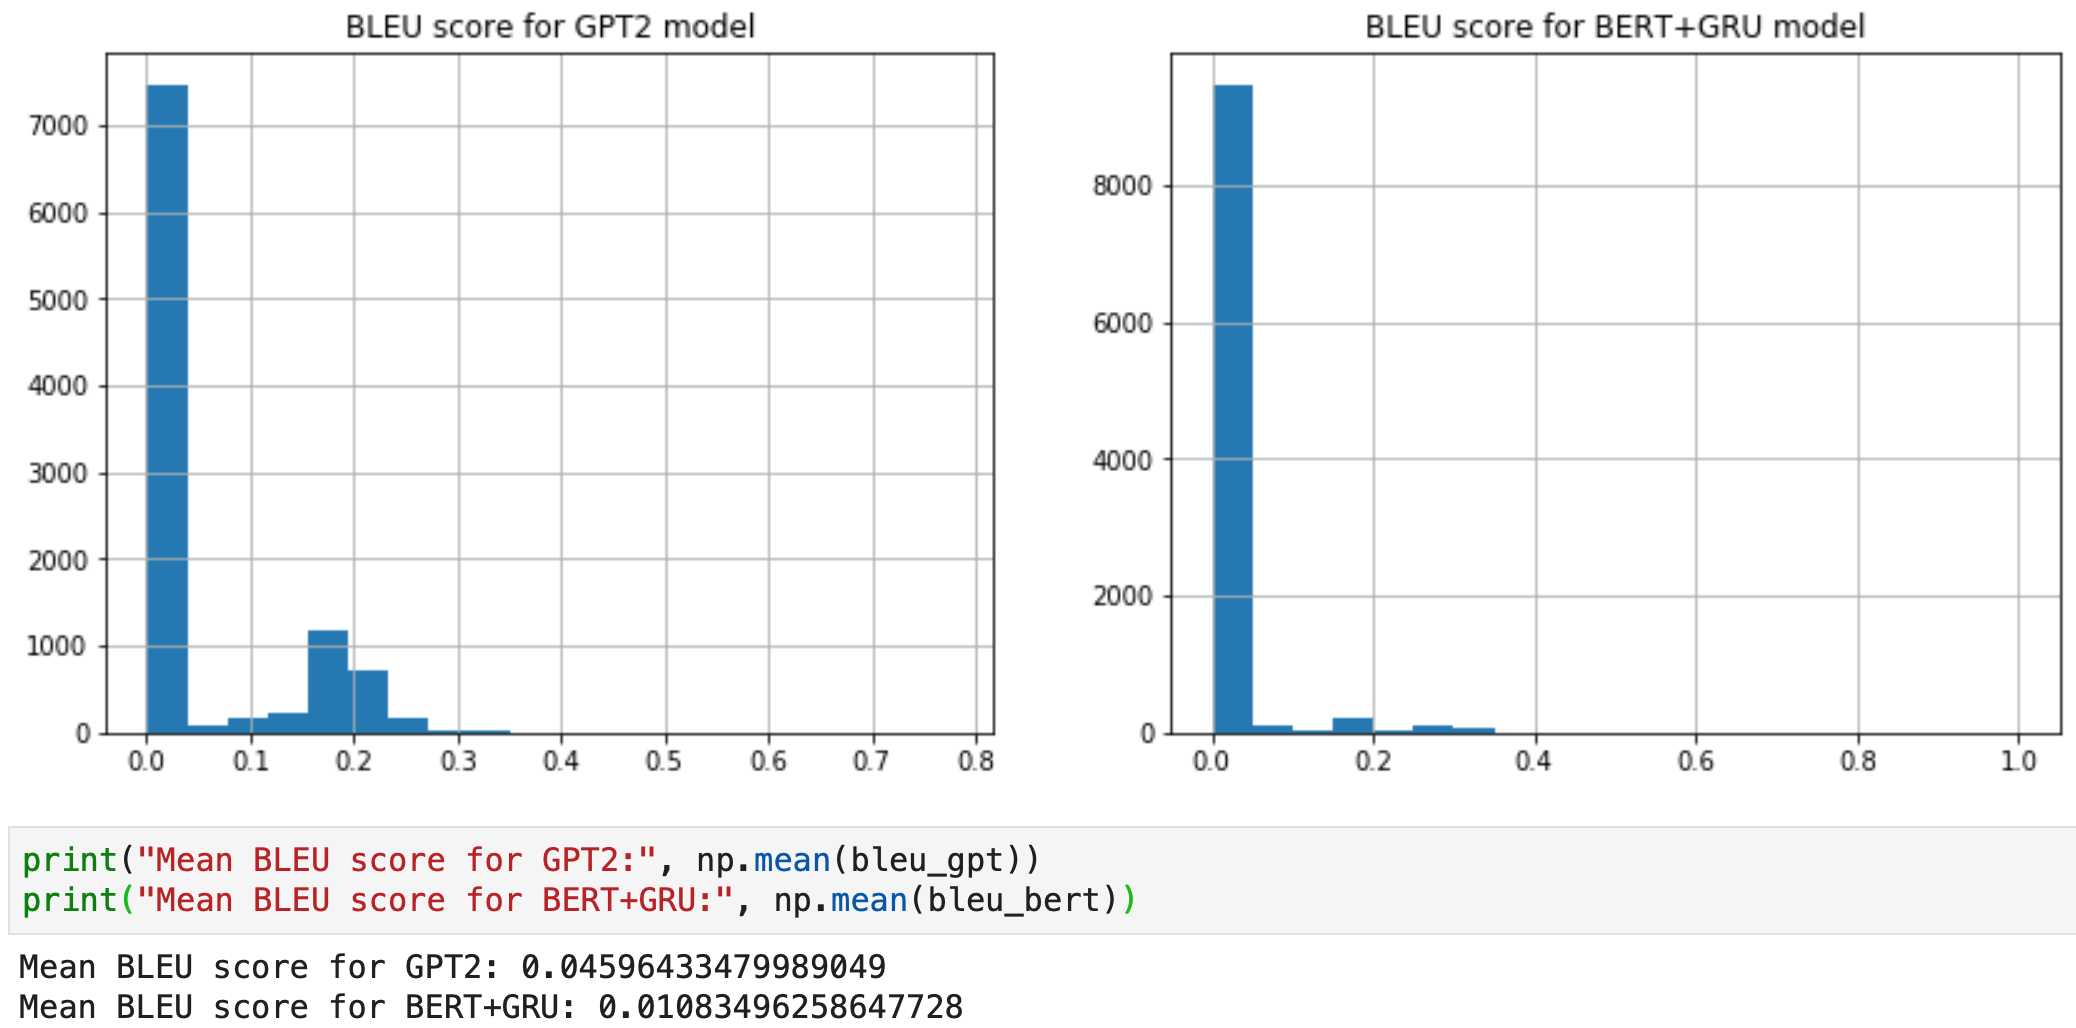 BLEU score for GPT2 model
7000
6000
5000
4000
3000
2000
1000
0
0.0 0.1 0.2 0.3 0.4 0.5 0.6 0.7 0.8
BLEU score for BERT+GRU model
8000
6000
4000
2000
0
0.0 0.2 0.4 0.6 0.8 1.0
print("Mean BLEU score for GPT2:", np.mean(bleu_gpt))
print("Mean BLEU score for BERT+GRU:", np.mean(bleu_bert))
Mean BLEU score for GPT2: 0.04596433479989049
Mean BLEU score for BERT+GRU: 0.01083496258647728